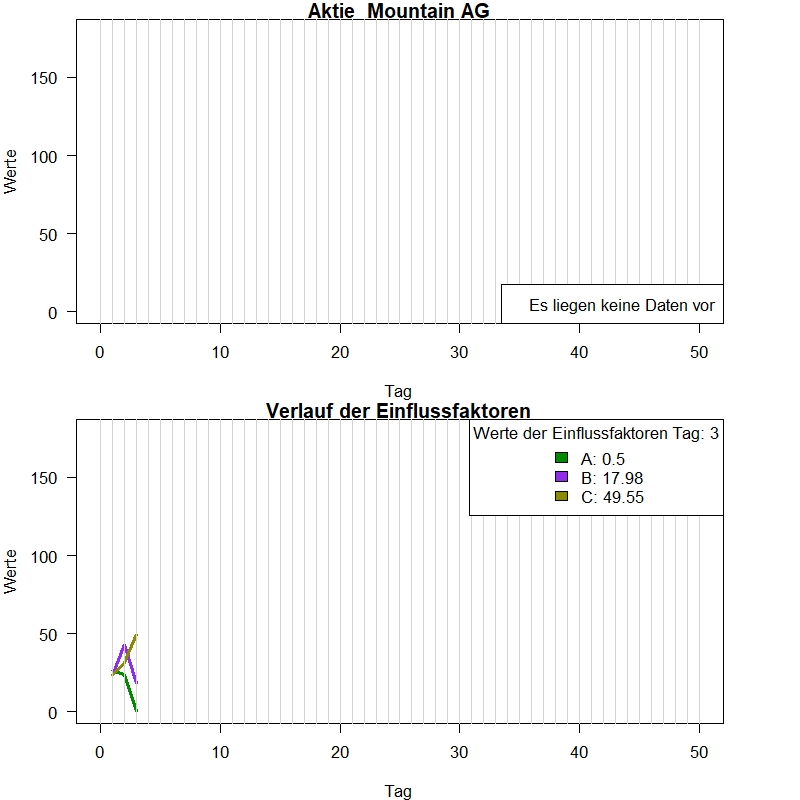 Aktie  Mountain AG
Werte
150
100
50
0
Es liegen keine Daten vor
0 10 20 30 40 50
Tag
Verlauf der Einflussfaktoren
Werte
150
100
50
0
Werte der Einflussfaktoren Tag: 3
A: 0.5
B: 17.98
C: 49.55
0 10 20 30 40 50
Tag